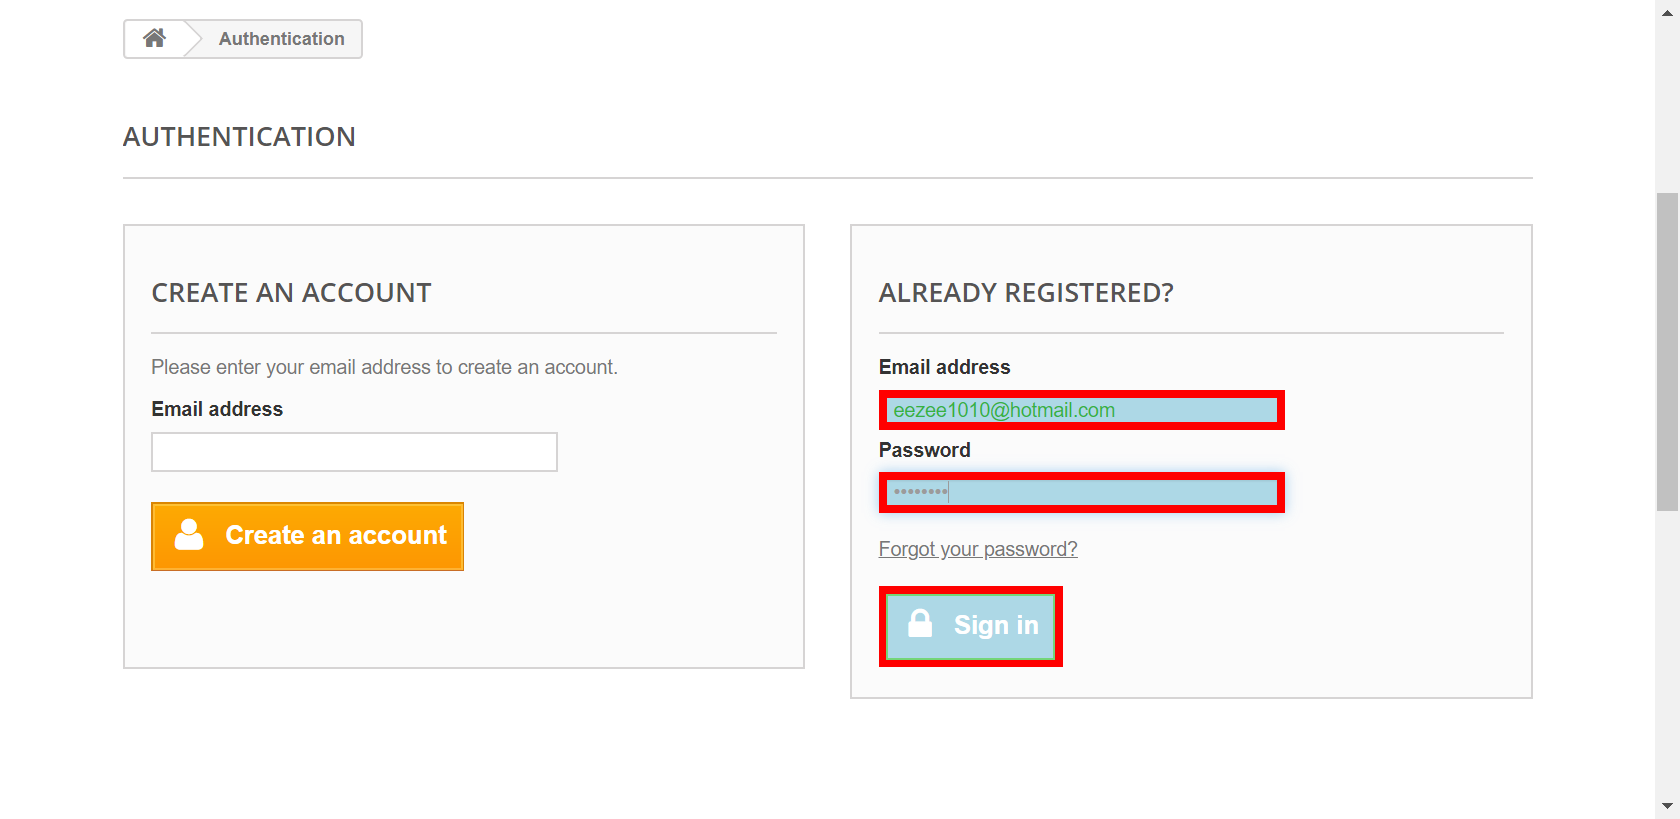 Authentication
AUTHENTICATION
CREATE AN ACCOUNT
Please enter your email address to create an account.
Email address
Create an account
ALREADY REGISTERED?
Email address
eezee1010@hotmail.com
Password
••••••••
Forgot your password?
Sign in